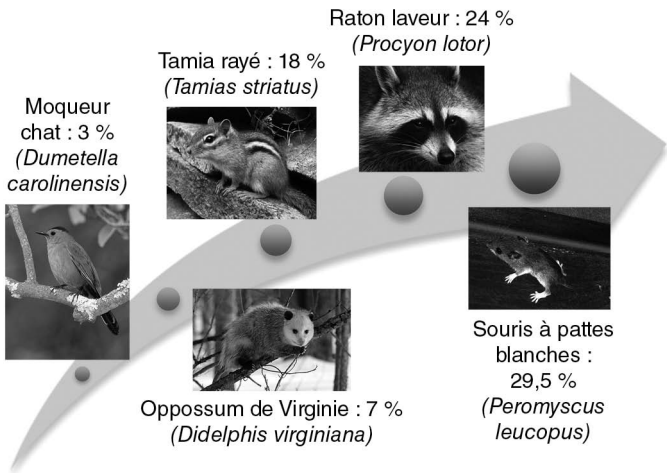 Moqueur
chat : 3 %
(Dumetella
carolinensis)
Oppossum de Virginie : 7 %
(Didelphis virginiana)
Tamia rayé : 18 %
(Tamias striatus)
Raton laveur : 24 %
(Procyon lotor)
Souris à pattes
blanches :
29,5 %
(Peromyscus
leucopus)